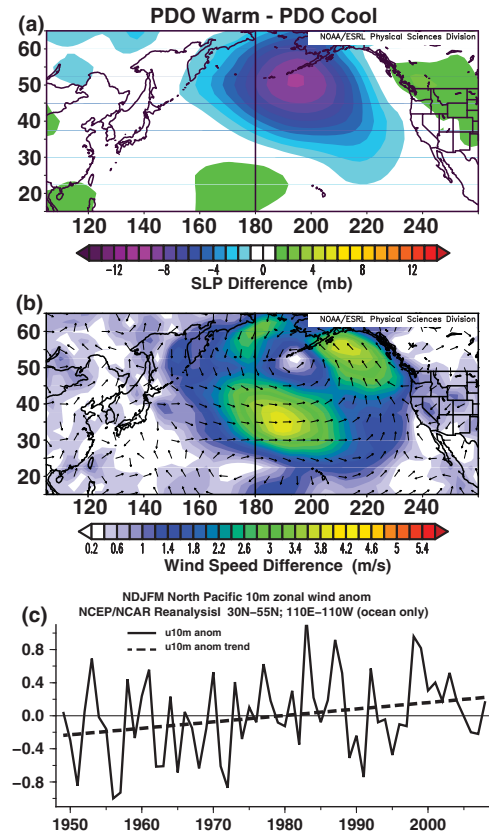 PDO Warm - PDO Cool
(a)
NOAA/ESRL Physical Sciences Division
60
50
40
30
20
120 140 160 180 200 220 240
-12 -8 -4 0 4 8 12
SLP Difference (mb)
(b)
NOAA/ESRL Physical Sciences Division
60
50
40
30
20
120 140 160 180 200 220 240
0.2 0.6 1 1.4 1.8 2.2 2.6 3 3.4 3.8 4.2 4.6 5 5.4
Wind Speed Difference (m/s)
NDJFM North Pacific 10m zonal wind anom
(c) NCEP/NCAR Reanalysisl 30N-55N; 110E-110W (ocean only)
u10m anom
u10m anom trend
0.8
0.4
0.0
-0.4
-0.8
1950 1960 1970 1980 1990 2000